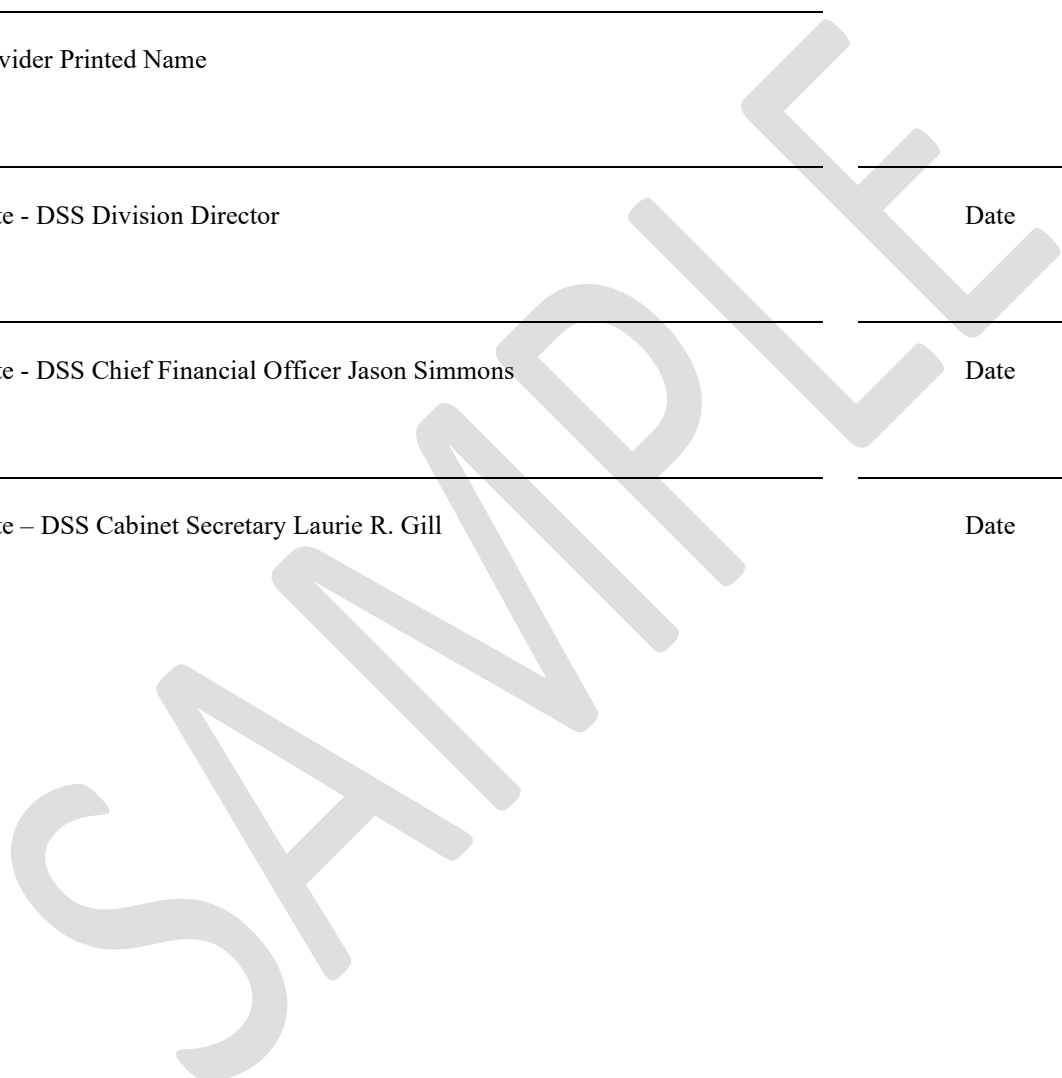 vider Printed Name
te - DSS Division Director Date
te - DSS Chief Financial Officer Jason Simmons Date
te – DSS Cabinet Secretary Laurie R. Gill Date
SAMPLE